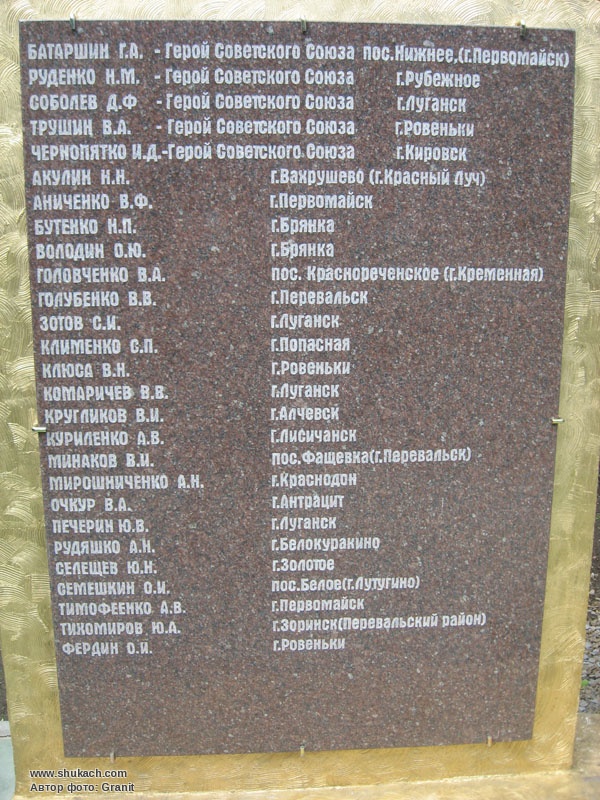 БАТАРШИН Г.А. - Герой Советского Союза пос.Нижнее,(г.Первомайск)
РУДЕНКО Н.М. - Герой Советского Союза г.Рубежное
СОБОЛЕВ Д.Ф - Герой Советского Союза г.Луганск
ТРУШИН В.А. - Герой Советского Союза г.Ровеньки
ЧЕРНОПЯТКО И.Д.-Герой Советского Союза г.Кировск
АКУЛИН Н.Н. г.Вахрушево (г.Красный Луч)
АНИЧЕНКО В.Ф. г.Первомайск
БУТЕНКО Н.П. г.Брянка
ВОЛОДИН О.Ю. г.Брянка
ГОЛОВЧЕНКО В.А. пос. Краснореченское (г.Кременная)
ГОЛУБЕНКО В.В. г.Перевальск
ЗОТОВ С.И. г.Луганск
КЛИМЕНКО С.П. г.Попасная
КЛЮСА В.Н. г.Ровеньки
КОМАРИЧЕВ В.В. г.Луганск
КРУГЛИКОВ В.И. г.Алчевск
КУРИЛЕНКО А.В. г.Лисичанск
МИНАКОВ В.И. пос.Фащевка(г.Перевальск)
МИРОШНИЧЕНКО А.Н. г.Краснодон
ОЧКУР В.А. г.Антрацит
ПЕЧЕРИН Ю.В. г.Луганск
РУДЯШКО А.Н. г.Белокуракино
СЕЛЕЩЕВ Ю.Н. г.Золотое
СЕМЕШКИН О.И. пос.Белое(г.Лутугино)
ТИМОФЕЕНКО А.В. г.Первомайск
ТИХОМИРОВ Ю.А. г.Зоринск(Перевальский район)
ФЕРДИН О.И. г.Ровеньки
www.shukach.com
Автор фото: Granit